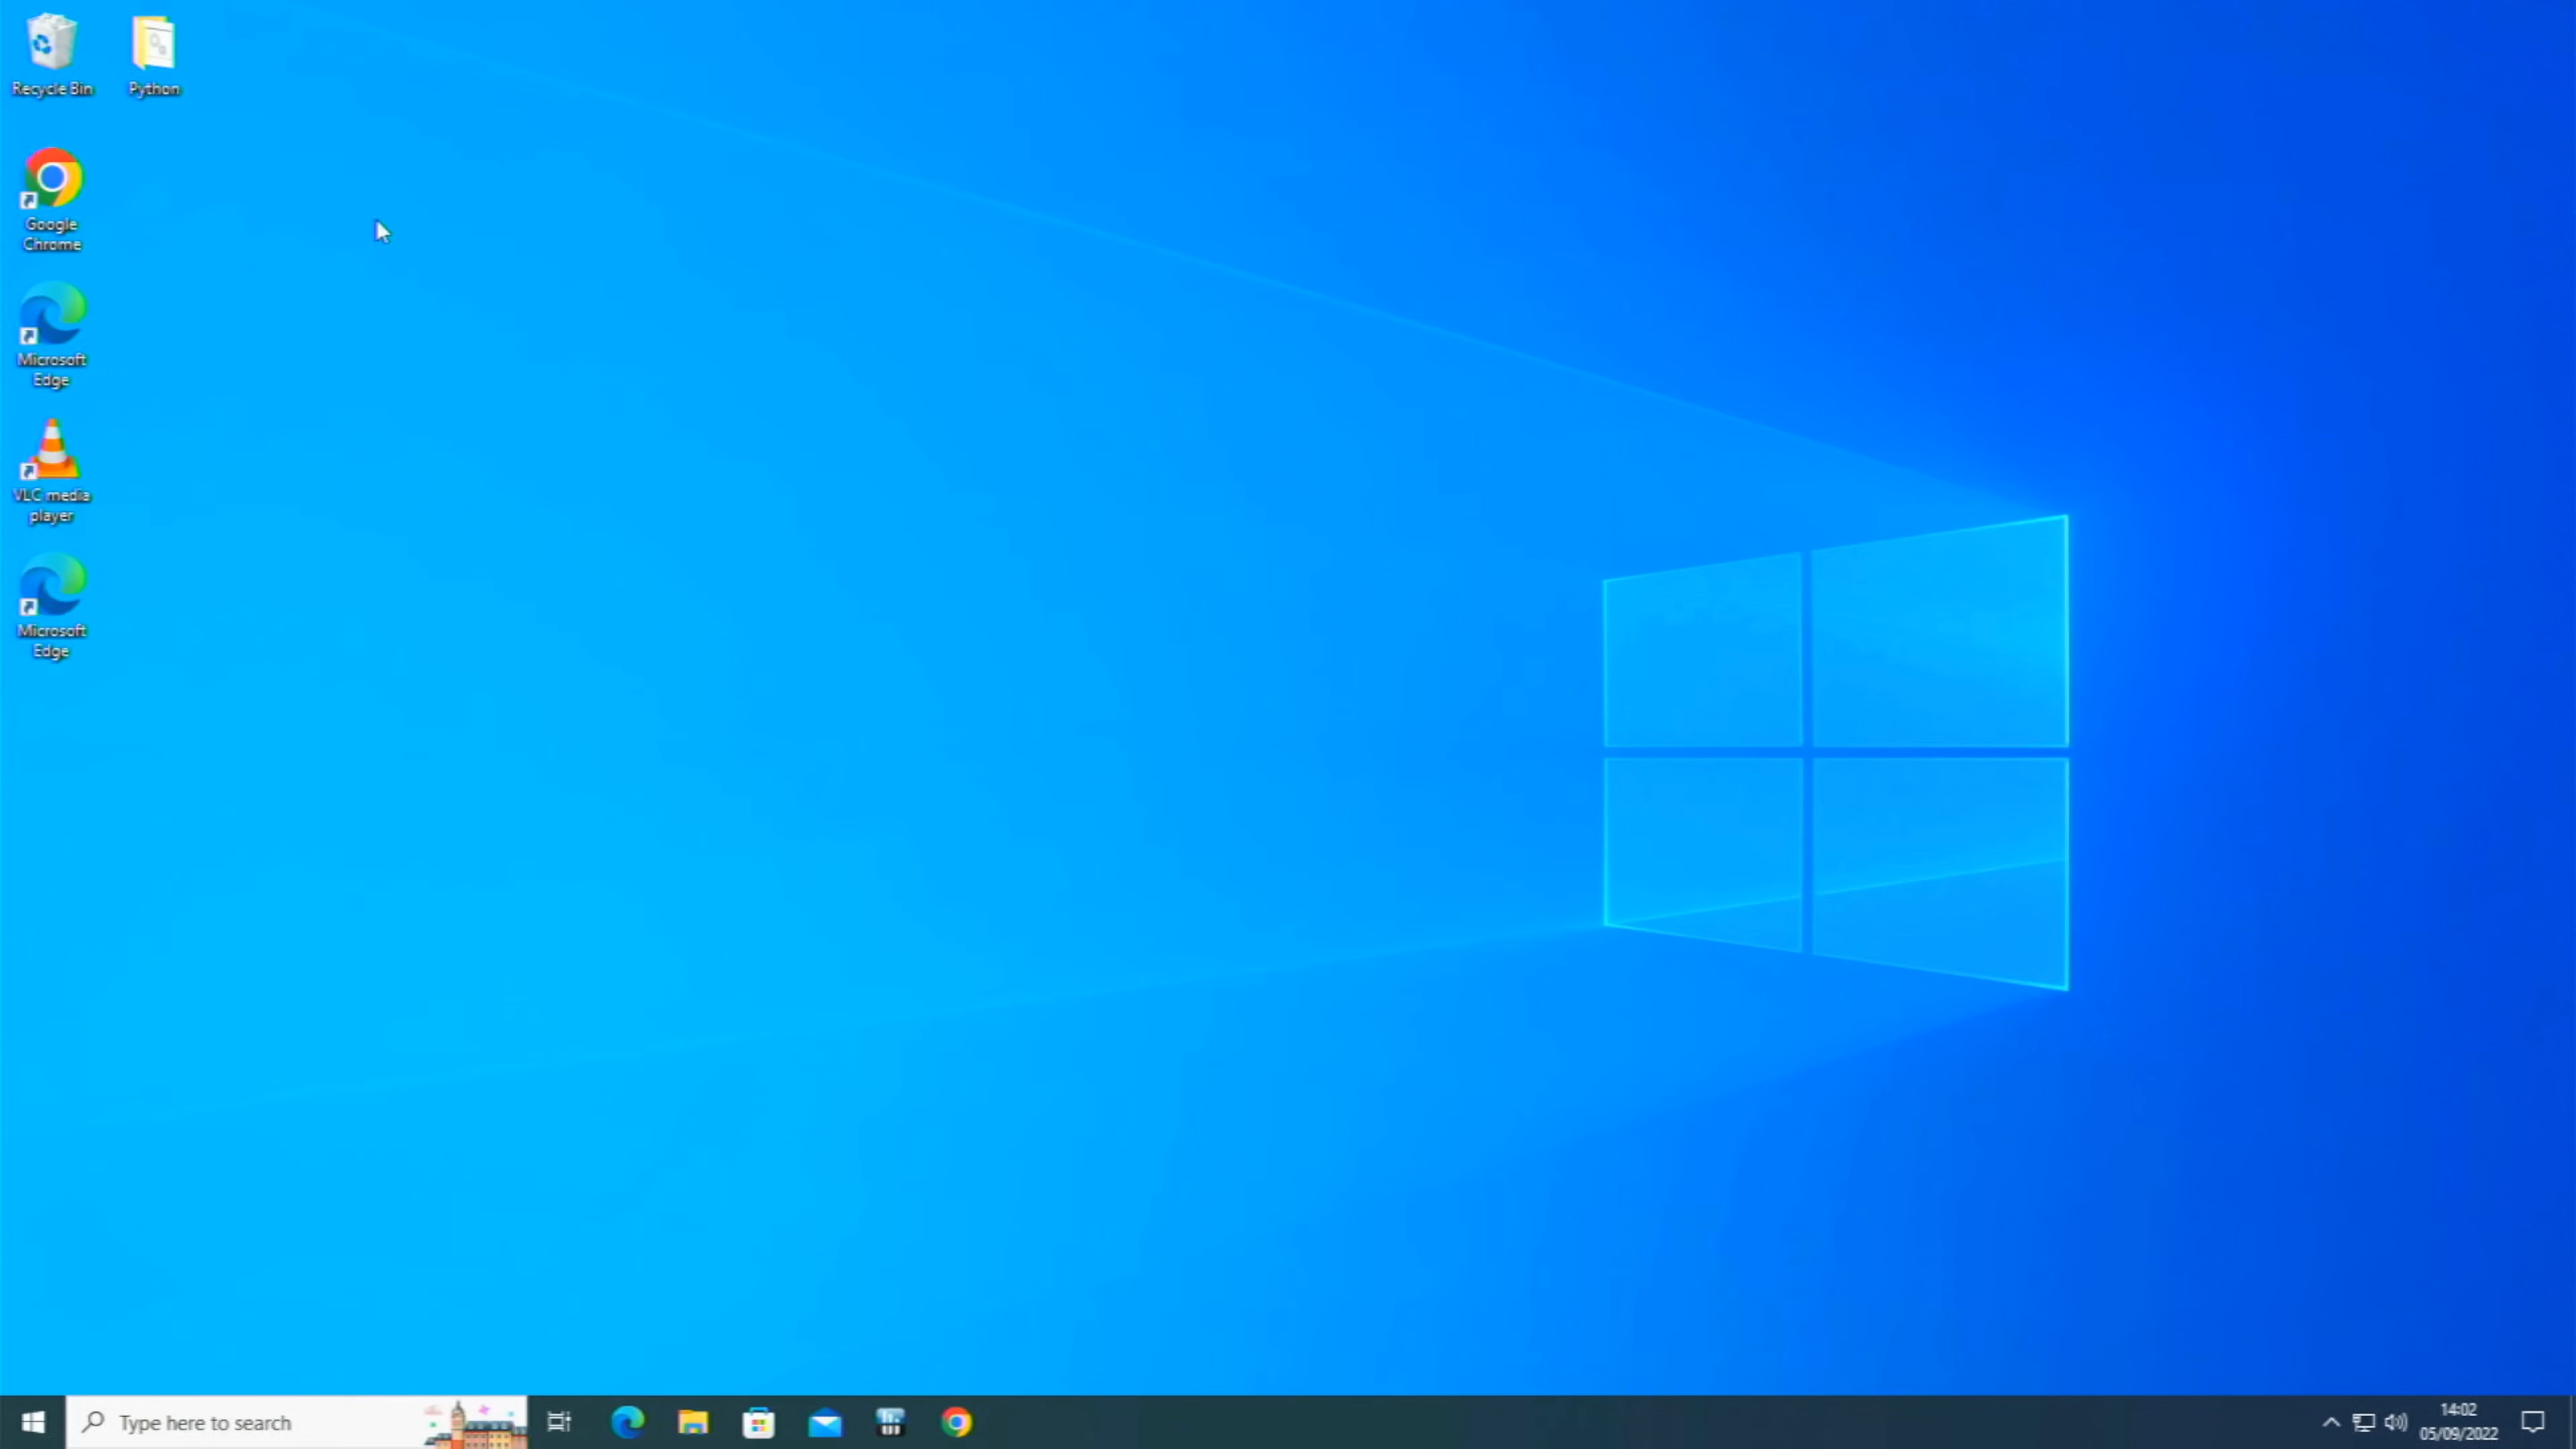 Recycle Bin
Python
Google
Chrome
Microsoft
Edge
VLC media
player
Microsoft
Edge
Type here to search
14:02
05/09/2022